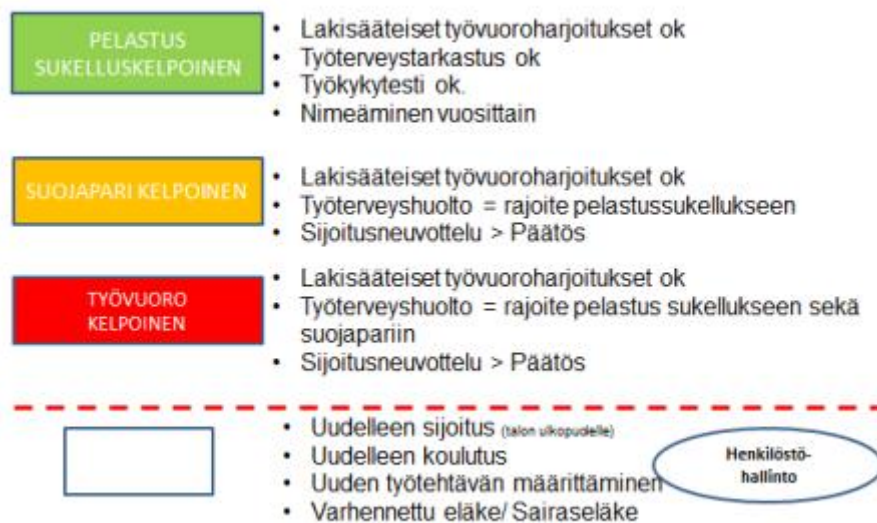 PELASTUS
SUKELLUSKELPOINEN
• Lakisääteiset työvuoroharjoitukset ok
• Työterveystarkastus ok
• Työkykytesti ok.
• Nimeäminen vuosittain
SUOJAPARI KELPOINEN
• Lakisääteiset työvuoroharjoitukset ok
• Työterveyshuolto = rajoite pelastussukellukseen
• Sijoitusneuvottelu > Päätös
TYÖVUORO
KELPOINEN
• Lakisääteiset työvuoroharjoitukset ok
• Työterveyshuolto = rajoite pelastus sukellukseen sekä
suojapariin
• Sijoitusneuvottelu > Päätös
• Uudelleen sijoitus (talon ulkopuolelle)
• Uudelleen koulutus
• Uuden työtehtävän määrittäminen
• Varhennettu eläke/ Sairaseläke
Henkilöstö-
hallinto